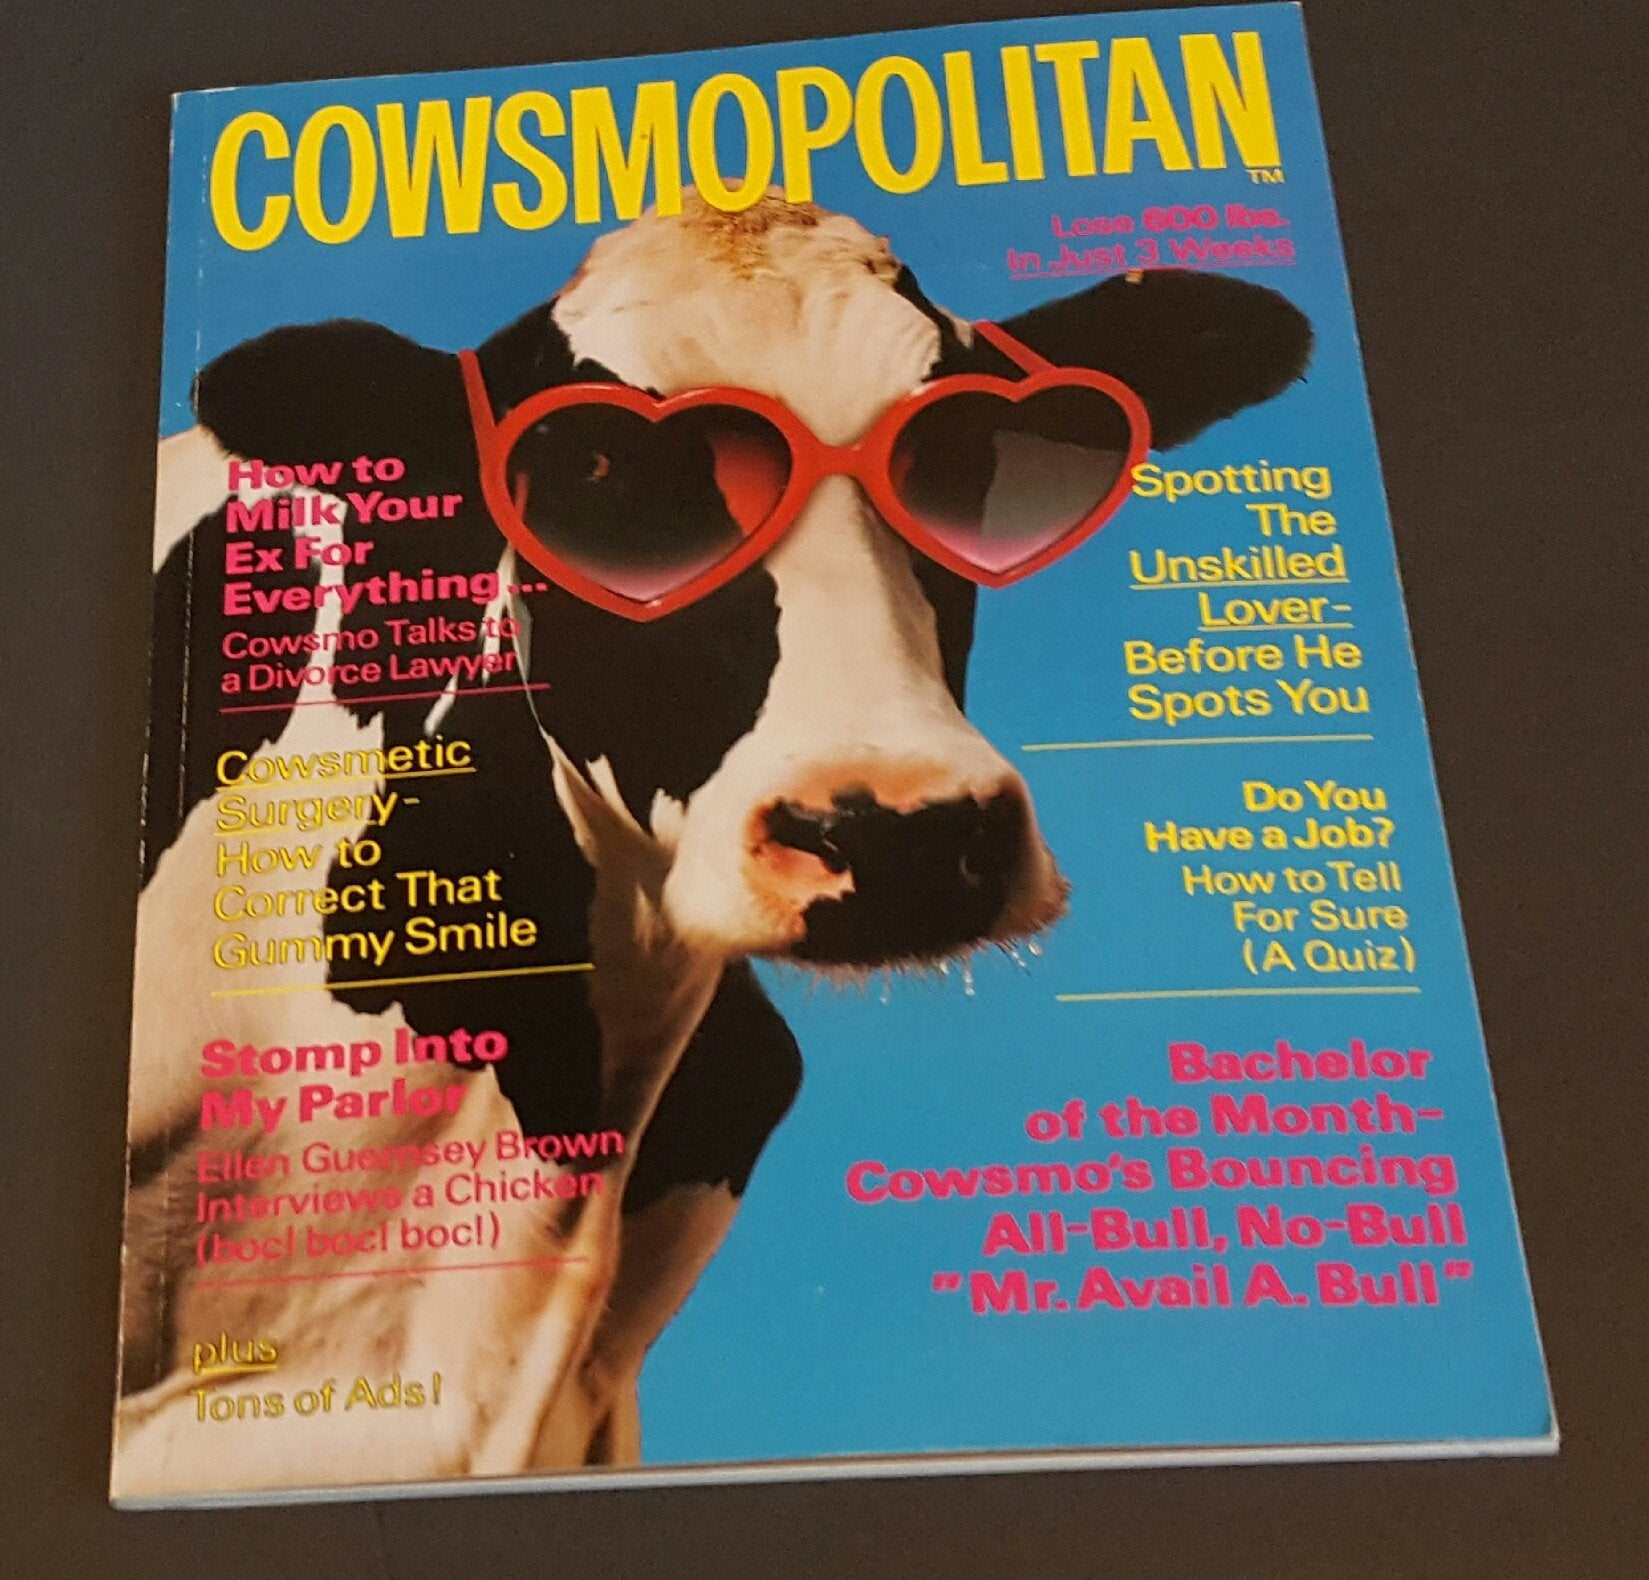 COWSMOPOLITAN
TM
Lose 600 lbs.
In Just 3 Weeks
How to
Milk Your
Ex For
Everything...
Cowsmo Talks to
a Divorce Lawyer
Cowsmetic
Surgery-
How to
Correct That
Gummy Smile
Stomp Into
My Parlor
Ellen Guernsey Brown
Interviews a Chicken
(boc! boc! boc!)
plus
Tons of Ads!
Spotting
The
Unskilled
Lover-
Before He
Spots You
Do You
Have a Job?
How to Tell
For Sure
(A Quiz)
Bachelor
of the Month-
Cowsmo's Bouncing
All-Bull, No-Bull
"Mr. Avail A. Bull"